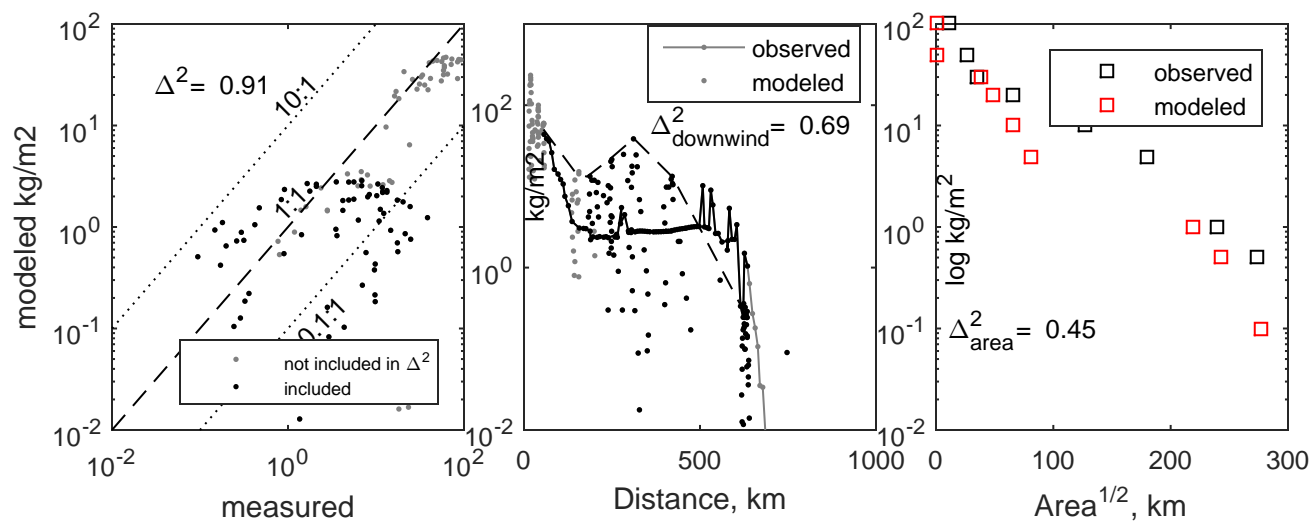 10^2
10^1
10^0
10^-1
10^-2
modeled kg/m2
Δ^2= 0.91
10:1
1:1
0.1:1
not included in Δ^2
included
10^-2
10^0
10^2
measured
10^2
10^0
10^-2
kg/m2
observed
modeled
Δ^2_downwind= 0.69
0
500
1000
Distance, km
10^2
10^1
10^0
10^-1
10^-2
log kg/m^2
observed
modeled
Δ^2_area= 0.45
0
100
200
300
Area^1/2, km